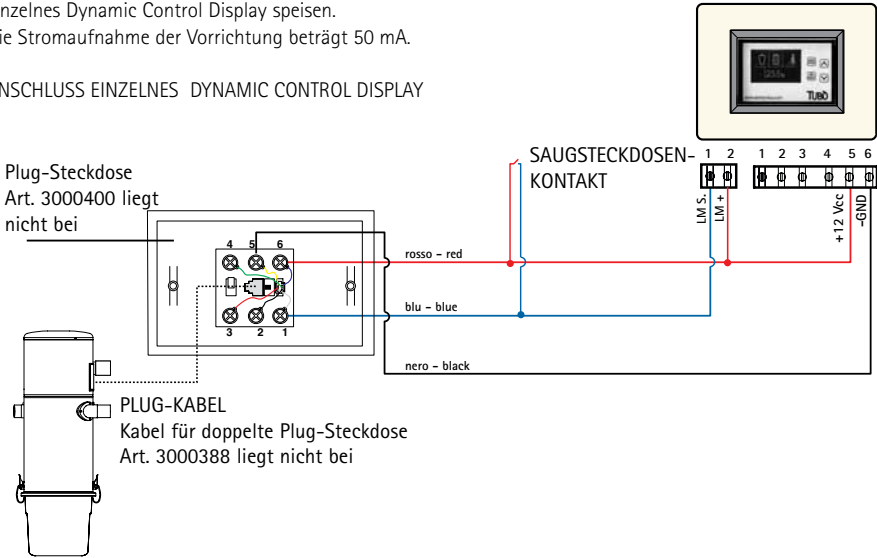 inzelnes Dynamic Control Display speisen.
ie Stromaufnahme der Vorrichtung beträgt 50 mA.
NSCHLUSS EINZELNES DYNAMIC CONTROL DISPLAY
Plug-Steckdose
Art. 3000400 liegt
nicht bei
4 5 6
3 2 1
rosso - red
blu - blue
nero - black
SAUGSTECKDOSEN-
KONTAKT
TUBÒ
1 2 1 2 3 4 5 6
LM S.
LM +
+12 Vcc
-GND
PLUG-KABEL
Kabel für doppelte Plug-Steckdose
Art. 3000388 liegt nicht bei